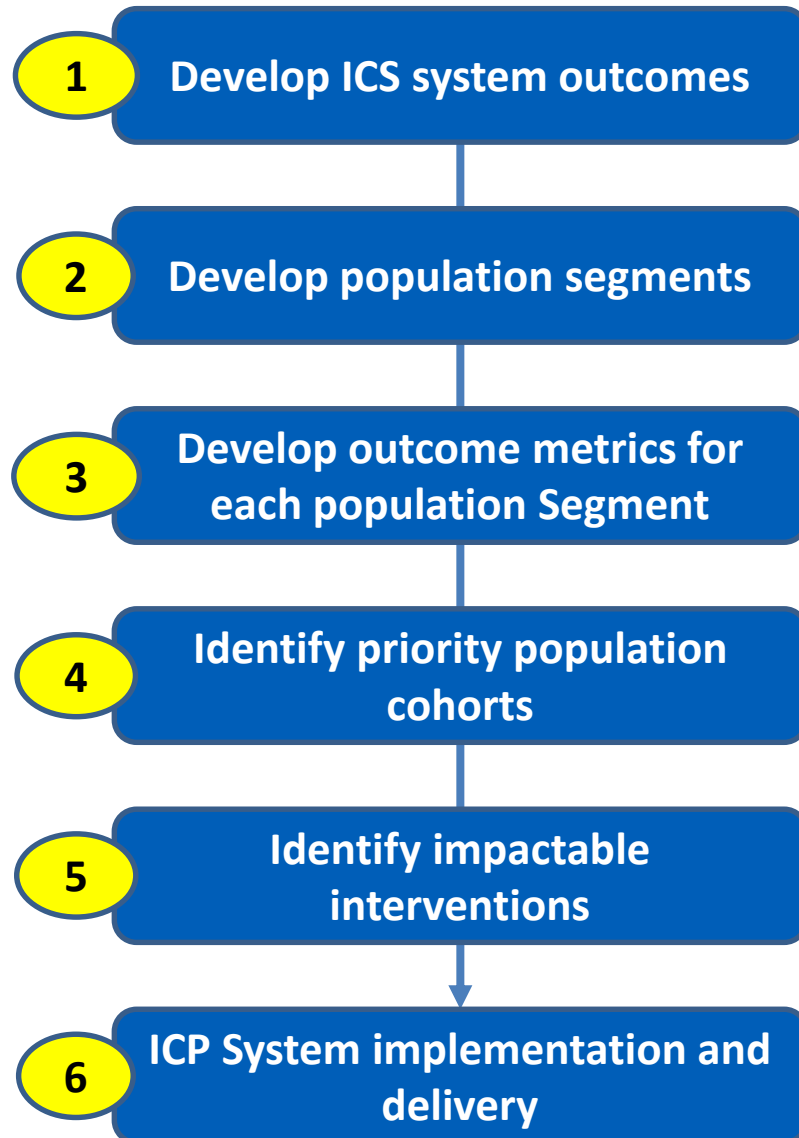 1
Develop ICS system outcomes
2
Develop population segments
3
Develop outcome metrics for
each population Segment
4
Identify priority population
cohorts
5
Identify impactable
interventions
6
ICP System implementation and
delivery